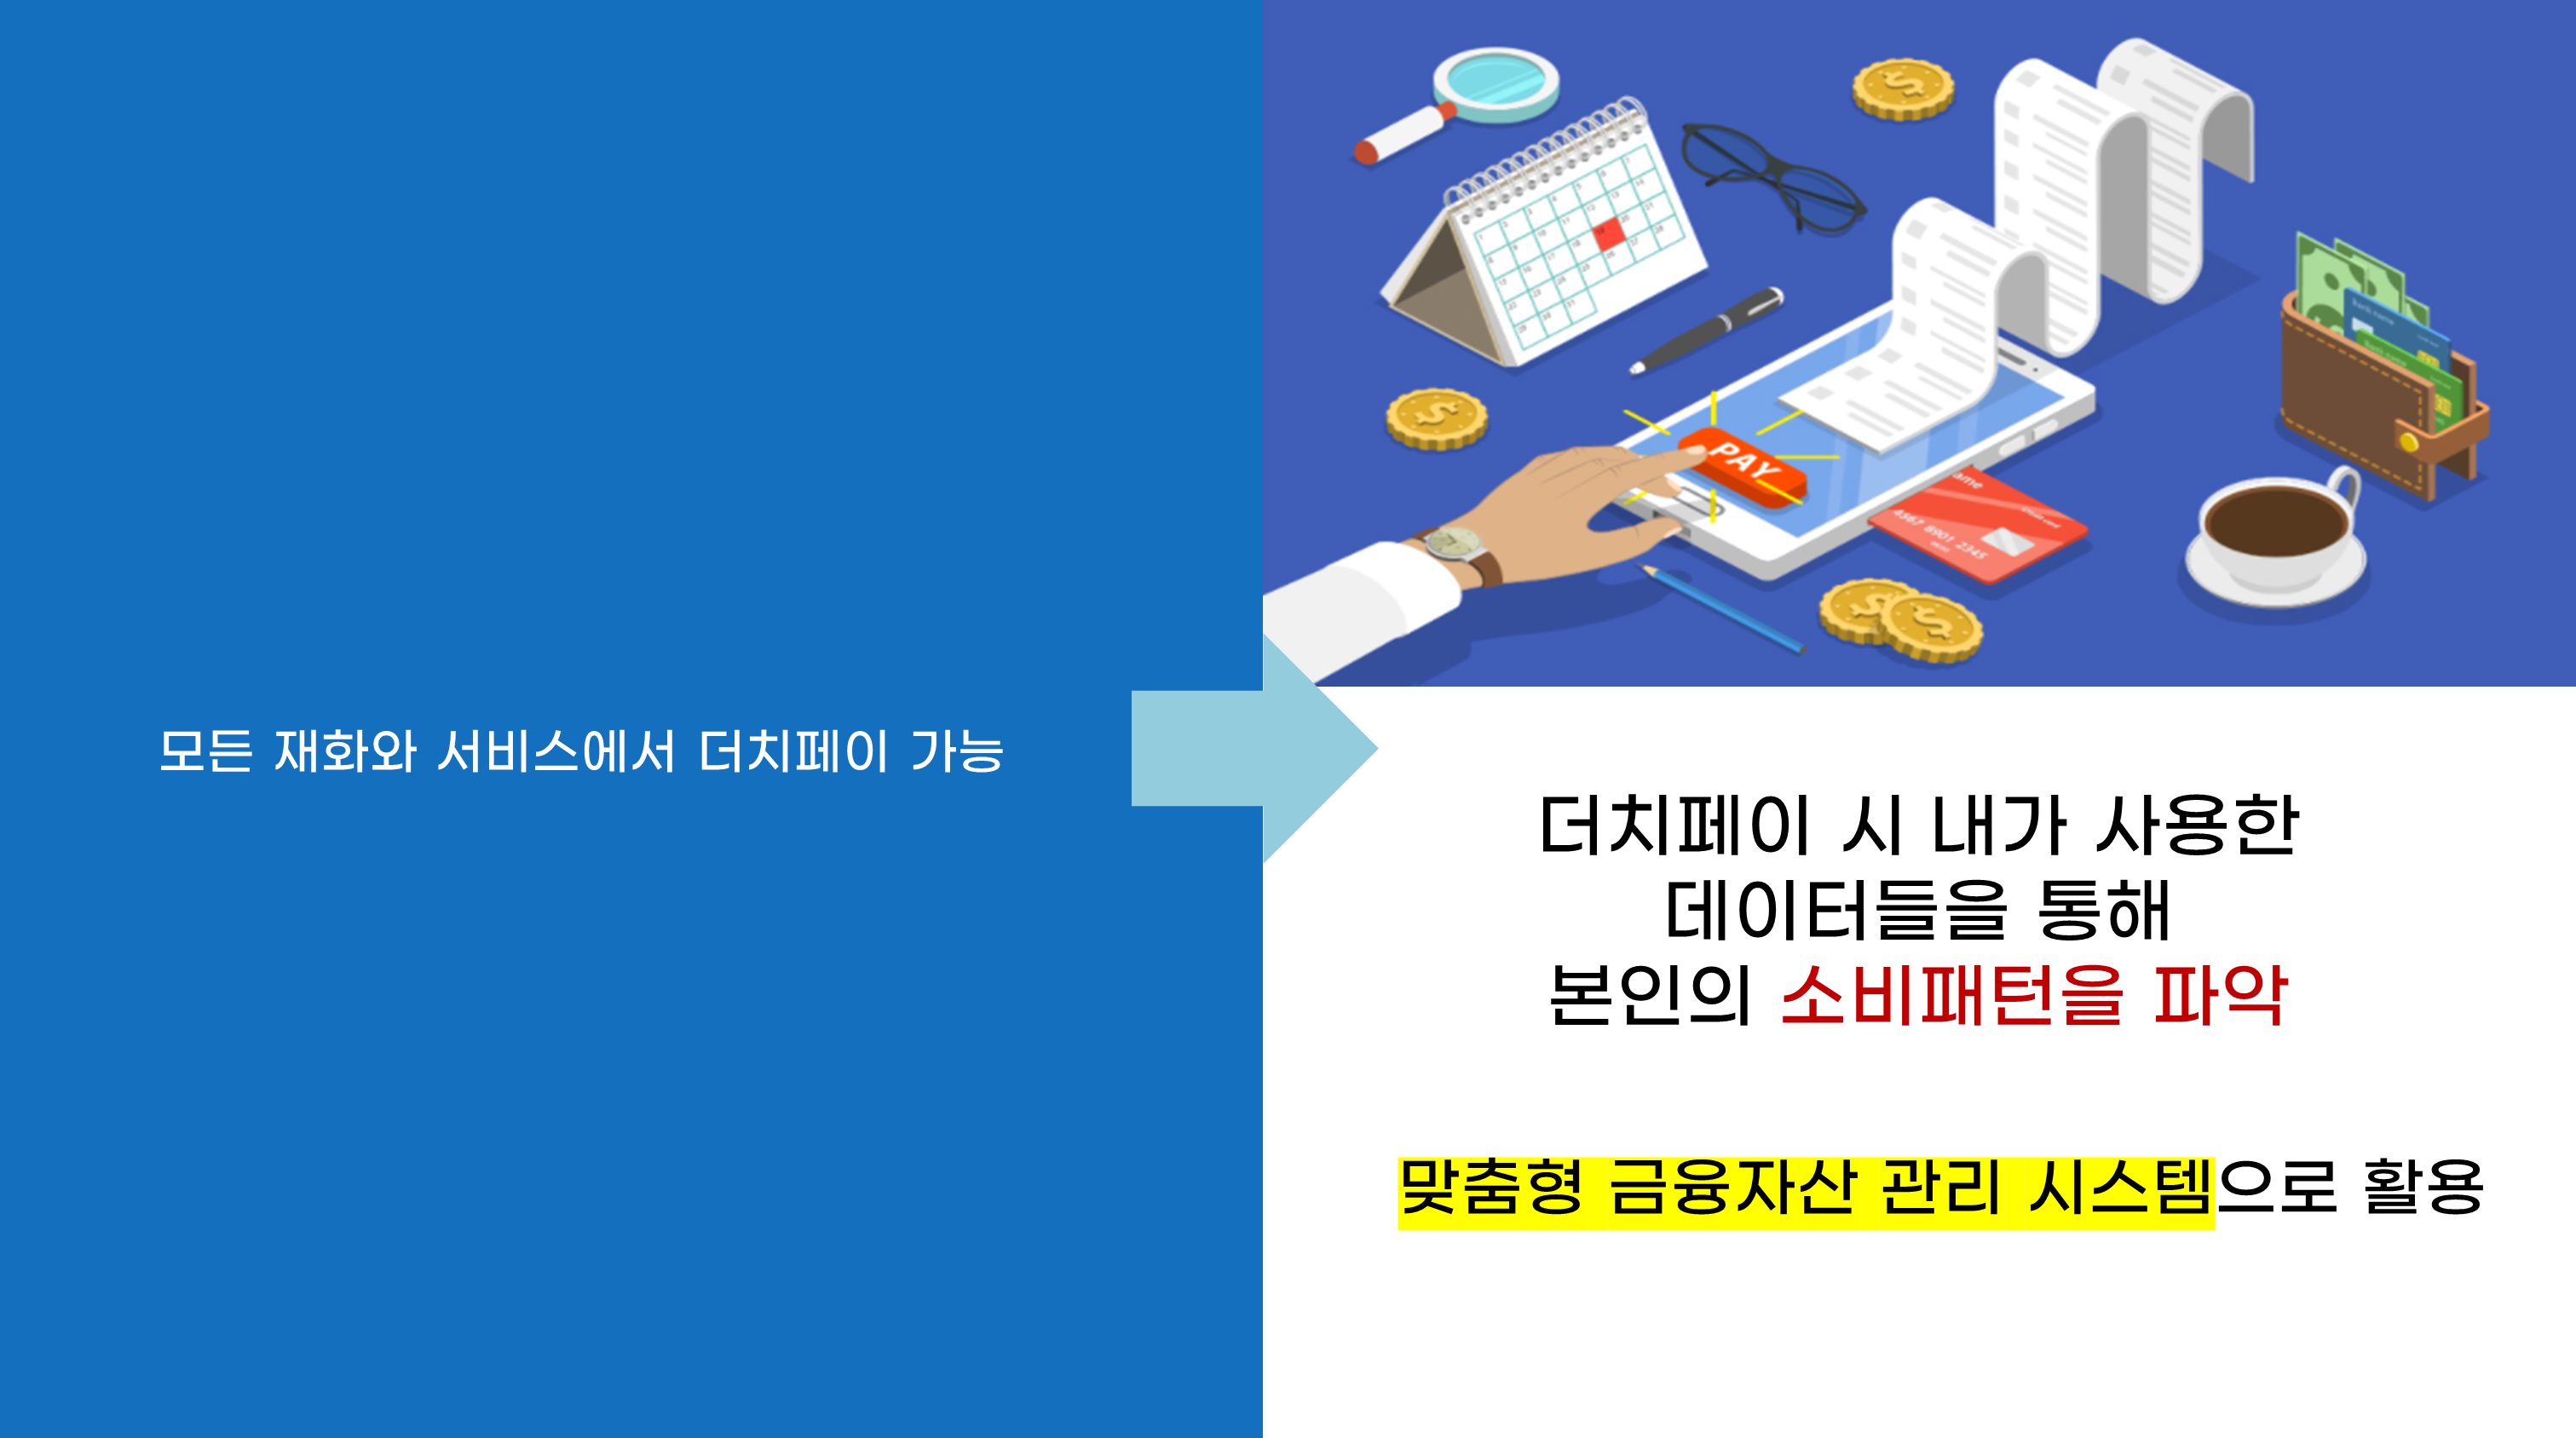 모든 재화와 서비스에서 더치페이 가능
PAY
4567 8901 2345
더치페이 시 내가 사용한
데이터들을 통해
본인의 소비패턴을 파악
맞춤형 금융자산 관리 시스템으로 활용